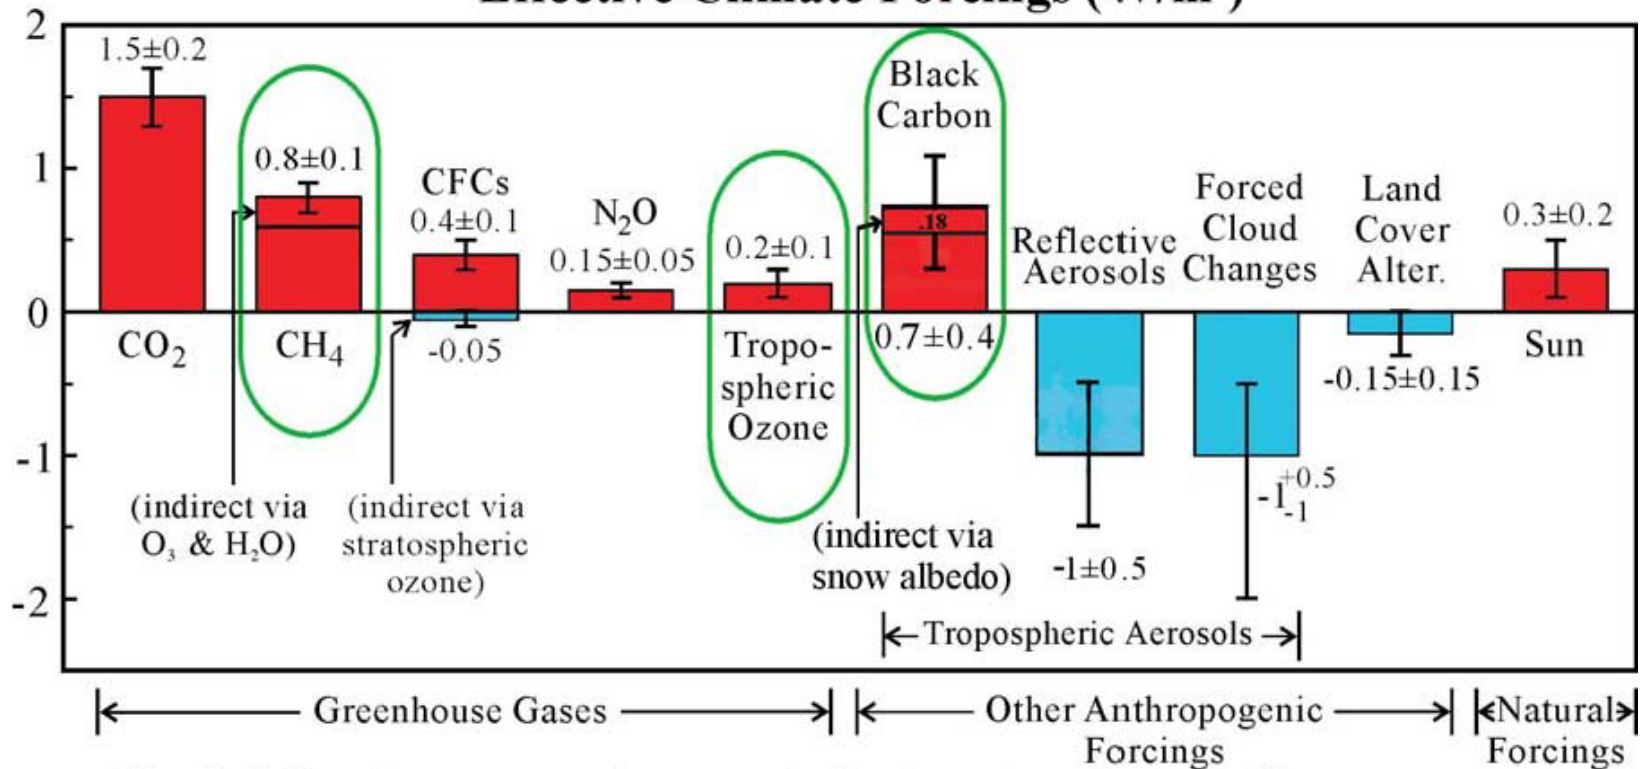 Effective Climate Forcings (W/m²)
2
1
0
-1
-2
1.5±0.2
CO₂
0.8±0.1
CH₄
(indirect via
O₃ & H₂O)
CFCs
0.4±0.1
-0.05
(indirect via
stratospheric
ozone)
N₂O
0.15±0.05
0.2±0.1
Tropo-
spheric
Ozone
Black
Carbon
.18
0.7±0.4
(indirect via
snow albedo)
Reflective
Aerosols
-1±0.5
Forced
Cloud
Changes
-1 +0.5 -1
Land
Cover
Alter.
-0.15±0.15
0.3±0.2
Sun
Tropospheric Aerosols
Greenhouse Gases
Other Anthropogenic
Forcings
Natural
Forcings